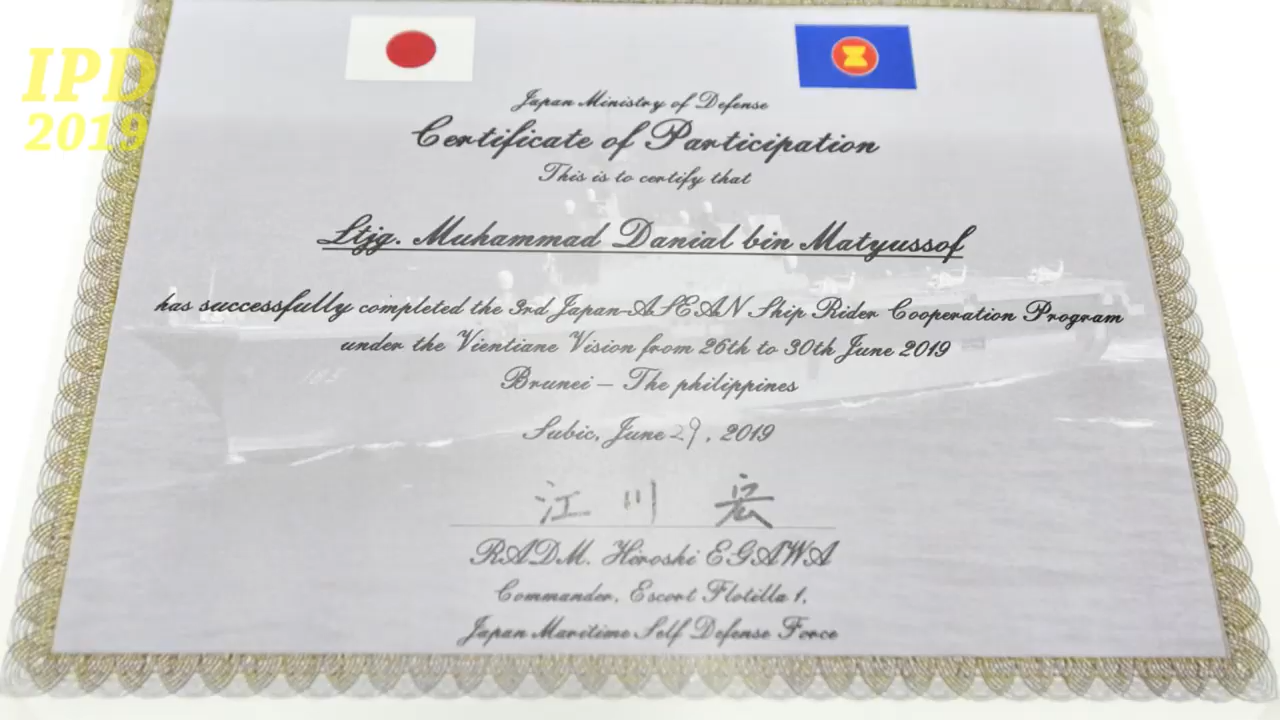 IPD
2019
Japan Ministry of Defense
Certificate of Participation
This is to certify that
Ltjg. Muhammad Danial bin Matyussof
has successfully completed the 3rd Japan-ASEAN Ship Rider Cooperation Program
under the Vientiane Vision from 26th to 30th June 2019
Brunei – The philippines
Subic, June 29, 2019
江川 宏
RADM. Hiroshi EGAWA
Commander, Escort Flotilla 1,
Japan Maritime Self Defense Force
185